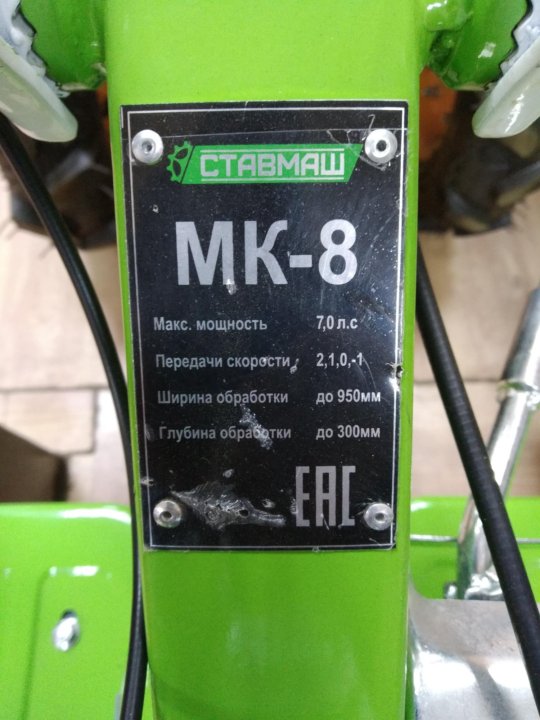 СТАВМАШ
МК-8
Макс. мощность 7,0 л.с
Передачи скорости 2,1,0,-1
Ширина обработки до 950мм
Глубина обработки до 300мм
EAC